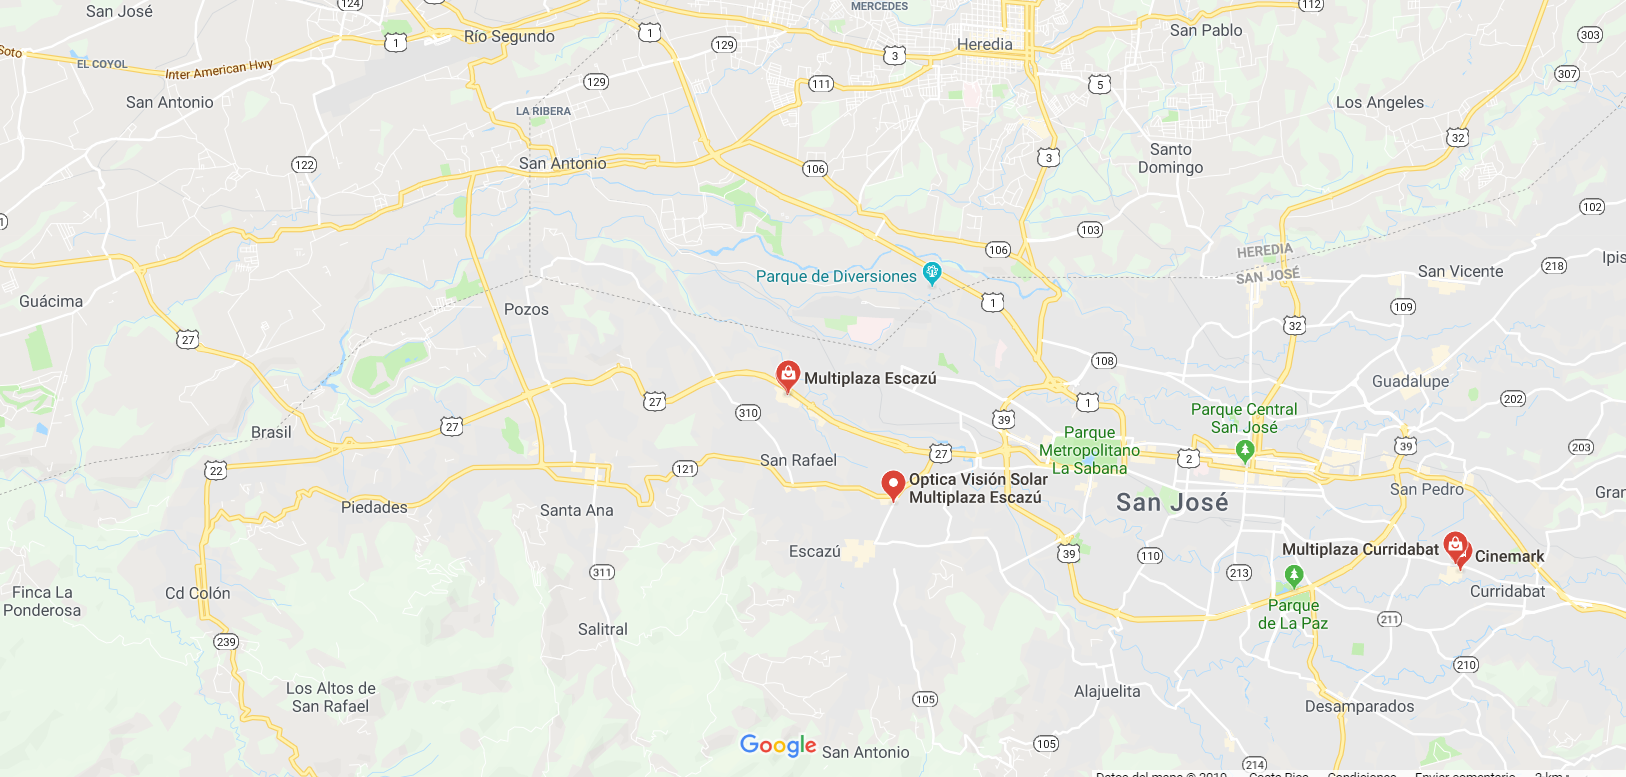 San José
124
MERCEDES
112
Río Segundo
1
1
129
3
Heredia
San Pablo
303
Soto
EL COYOL
Inter American Hwy
129
111
5
307
San Antonio
LA RIBERA
Los Angeles
32
122
San Antonio
106
3
Santo
Domingo
102
103
106
HEREDIA
SAN JOSÉ
San Vicente
218
Ipis
Parque de Diversiones
Guácima
Pozos
1
109
27
32
108
Multiplaza Escazú
Guadalupe
27
310
1
202
Parque Central
San José
39
Brasil
27
Parque
Metropolitano
La Sabana
39
203
22
121
San Rafael
27
2
Optica Visión Solar
Multiplaza Escazú
San Pedro
Gran
Piedades
Santa Ana
San José
Escazú
39
110
Multiplaza Curridabat
Cinemark
311
213
Finca La
Ponderosa
Cd Colón
Curridabat
Parque
de La Paz
211
Salitral
239
210
Los Altos de
San Rafael
105
Alajuelita
Desamparados
Google
San Antonio
105
214
Datos del mapa © 2019
Costa Rica
Condiciones
Enviar comentario
2 km